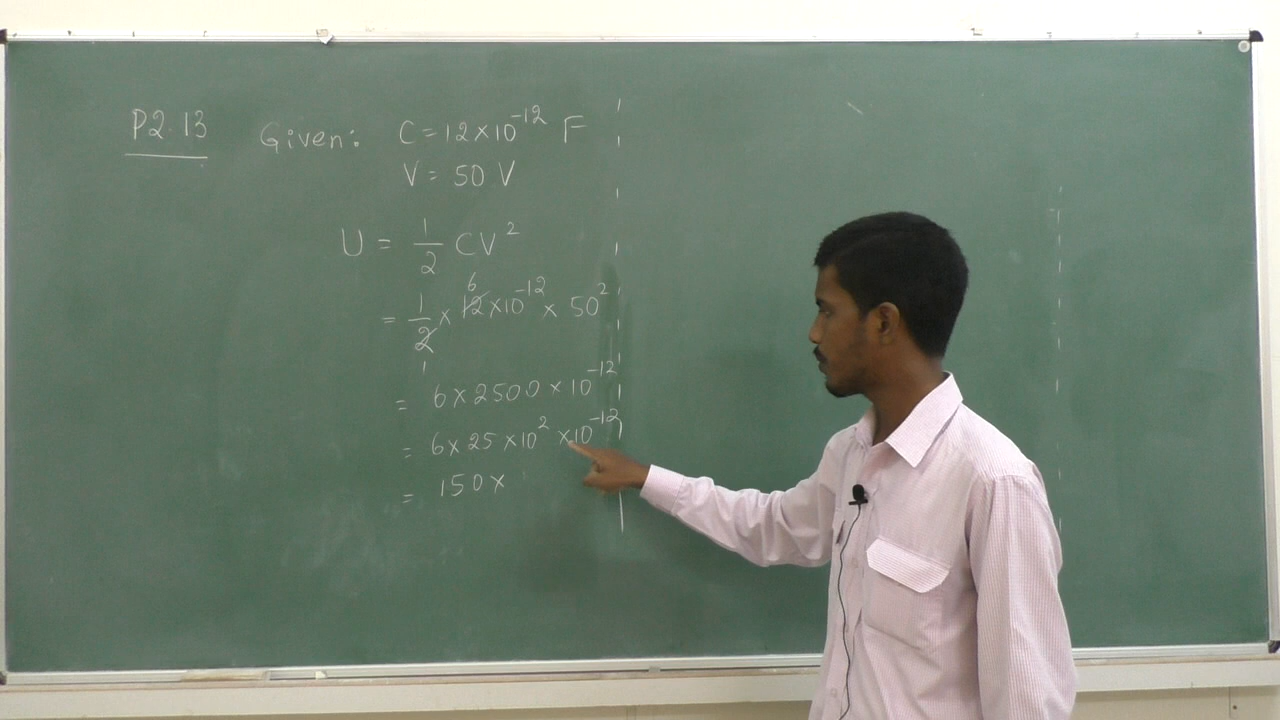 P2.13 Given: C = 12 × 10⁻¹² F
V = 50 V
U = 1/2 CV²
= 1/2 × 12 6 × 10⁻¹² × 50²
1
= 6 × 2500 × 10⁻¹²
= 6 × 25 × 10² × 10⁻¹²
= 150 ×